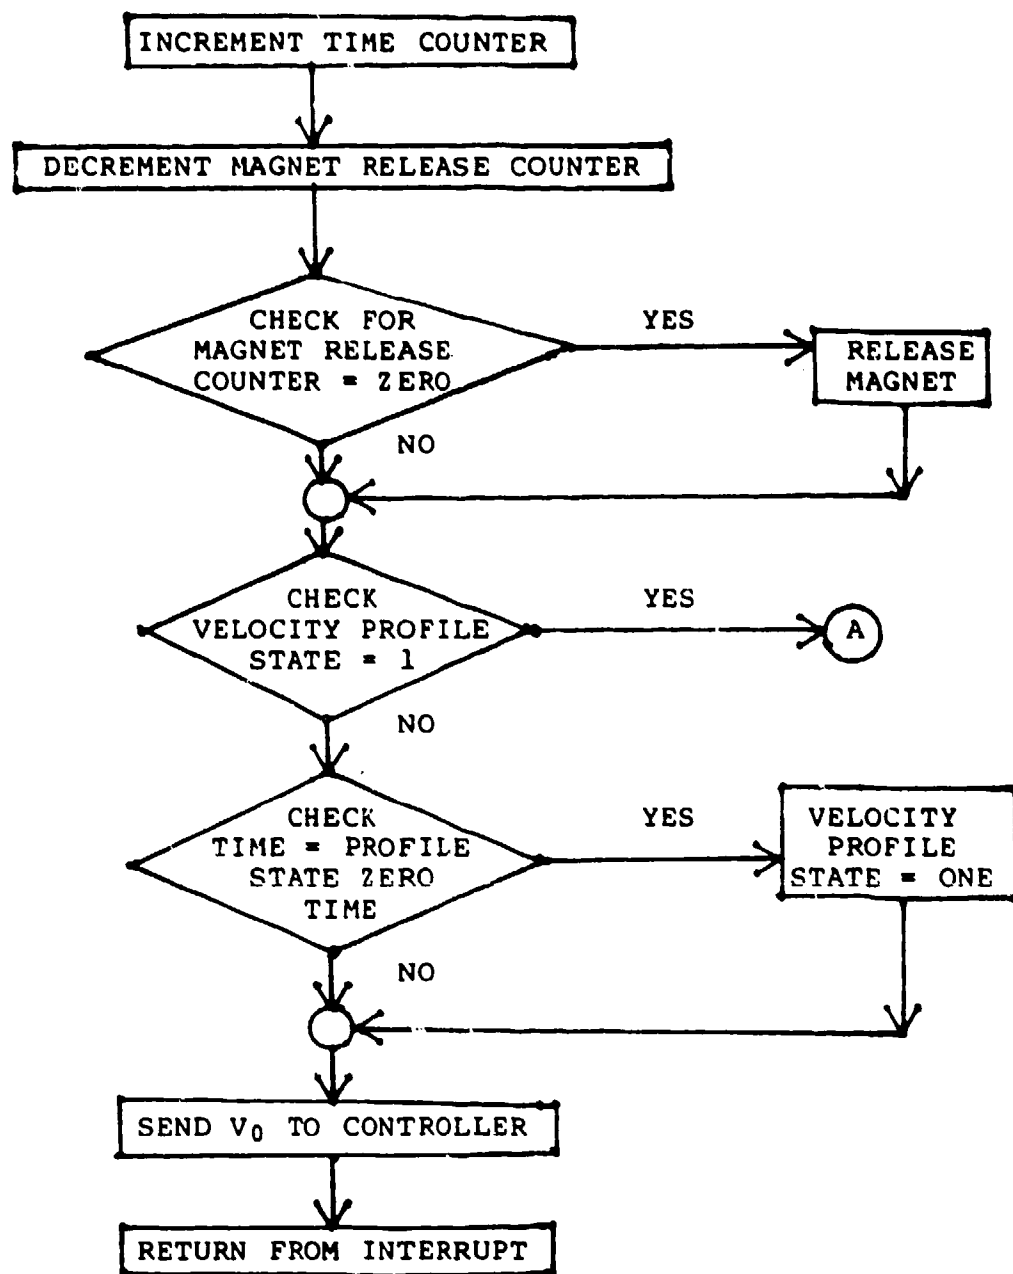 INCREMENT TIME COUNTER
DECREMENT MAGNET RELEASE COUNTER
CHECK FOR
MAGNET RELEASE
COUNTER = ZERO
YES
RELEASE
MAGNET
NO
CHECK
VELOCITY PROFILE
STATE = 1
YES
A
NO
CHECK
TIME = PROFILE
STATE ZERO
TIME
YES
VELOCITY
PROFILE
STATE = ONE
NO
SEND V₀ TO CONTROLLER
RETURN FROM INTERRUPT